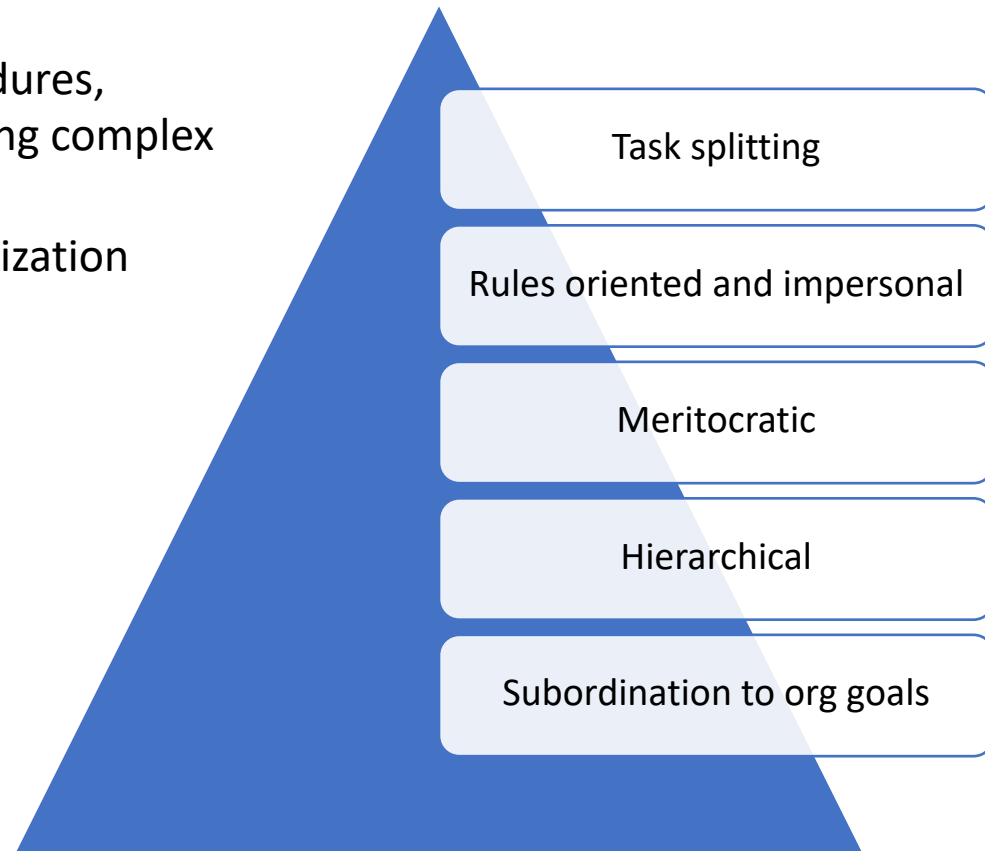 dures,
ng complex
ization
Task splitting
Rules oriented and impersonal
Meritocratic
Hierarchical
Subordination to org goals